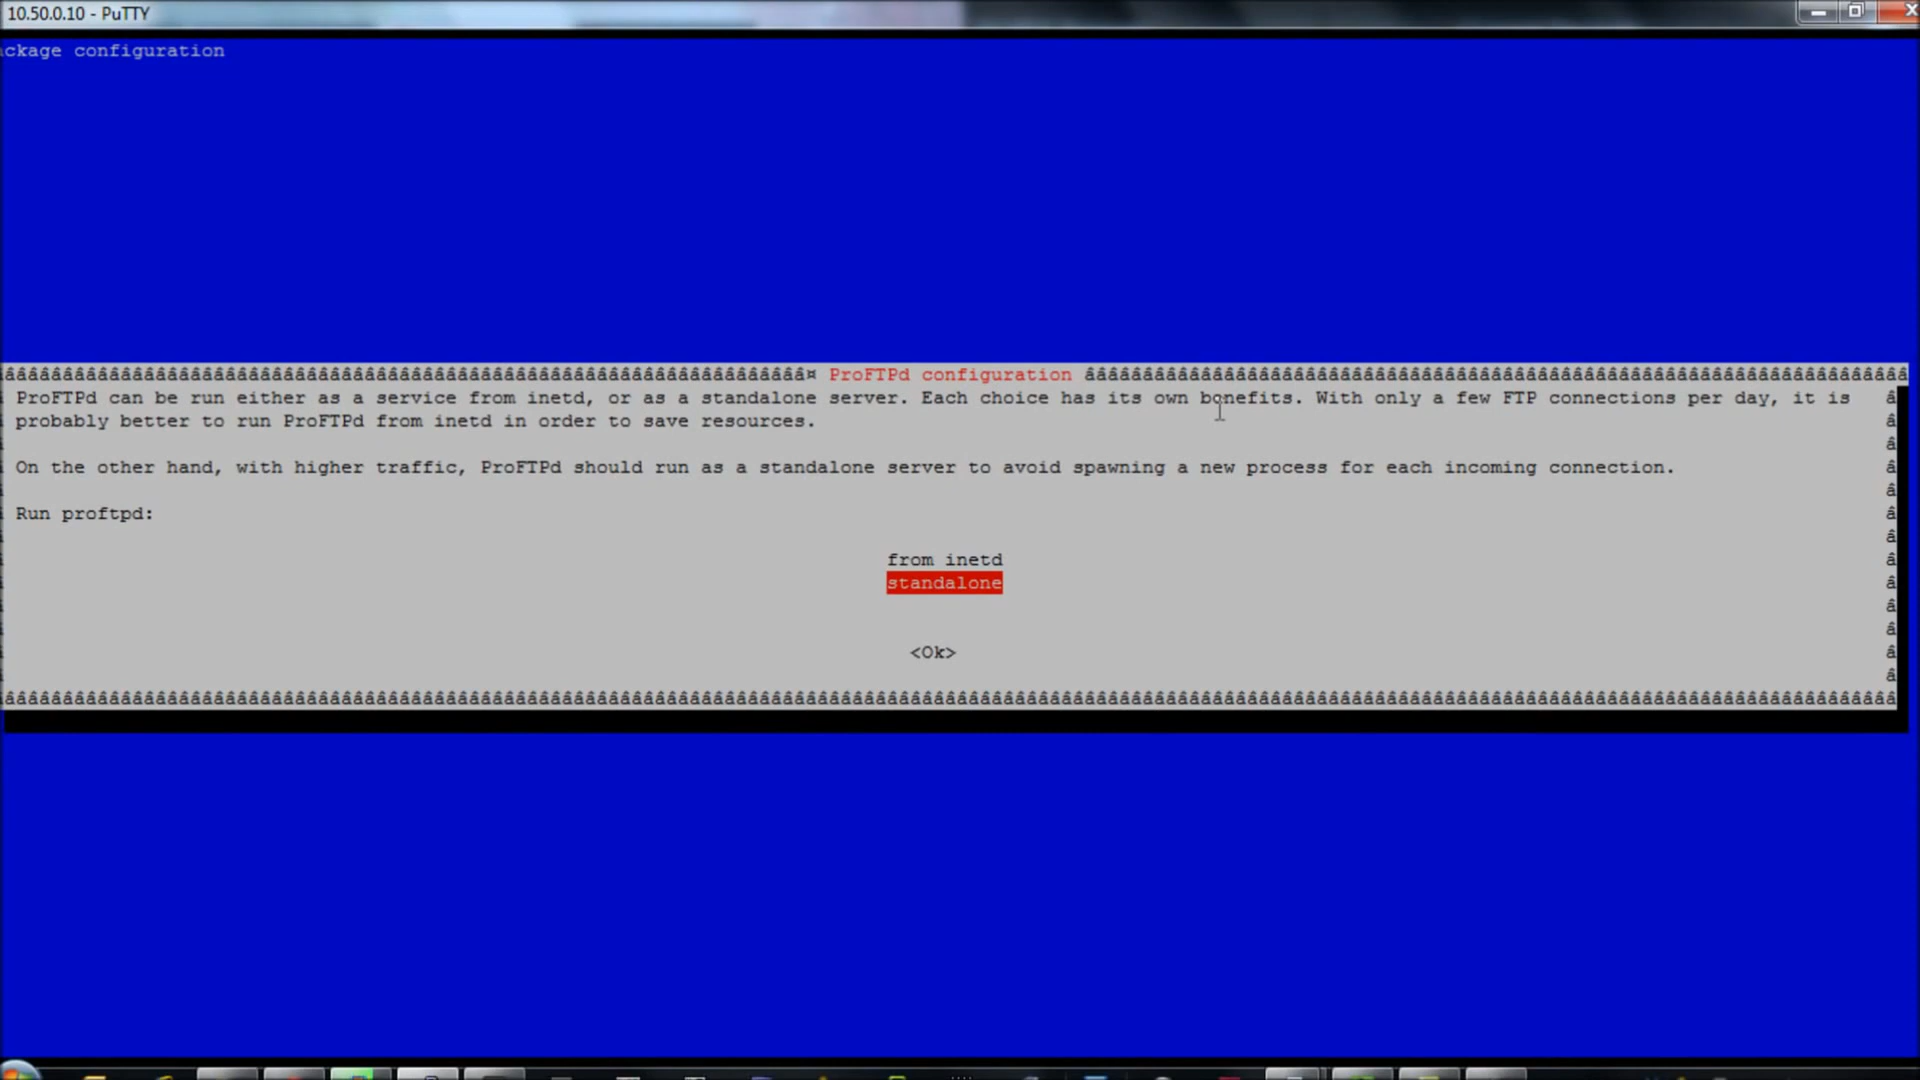 10.50.0.10 - PuTTY
ckage configuration
ProFTPd configuration
ProFTPd can be run either as a service from inetd, or as a standalone server. Each choice has its own benefits. With only a few FTP connections per day, it is
probably better to run ProFTPd from inetd in order to save resources.
On the other hand, with higher traffic, ProFTPd should run as a standalone server to avoid spawning a new process for each incoming connection.
Run proftpd:
from inetd
standalone
<Ok>